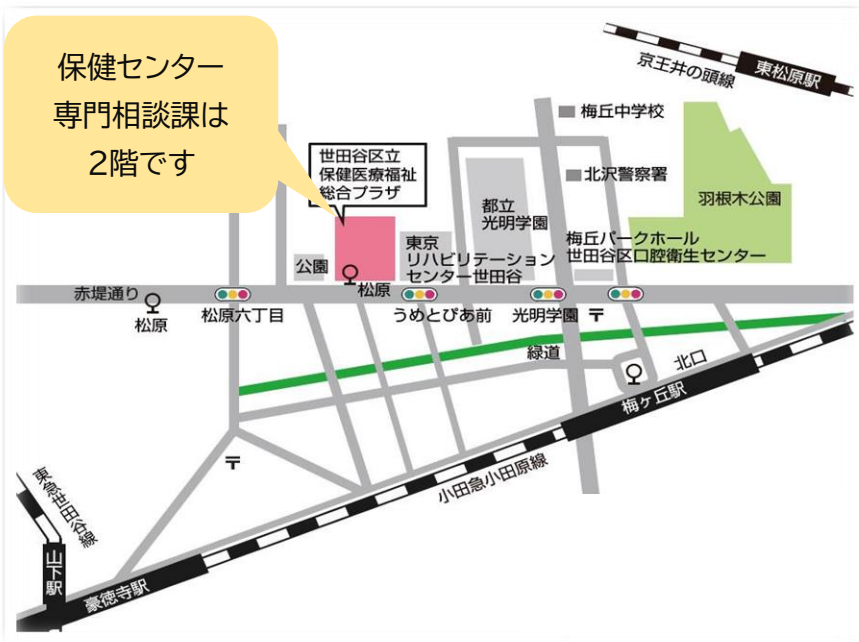 保健センター
専門相談課は
2階です
京王井の頭線
東松原駅
梅丘中学校
世田谷区立
保健医療福祉
総合プラザ
北沢警察署
羽根木公園
都立
光明学園
東京
リハビリテーション
センター世田谷
梅丘パークホール
世田谷区口腔衛生センター
公園
松原
赤堤通り
松原
松原六丁目
うめとぴあ前
光明学園
〒
緑道
北口
梅ヶ丘駅
〒
小田急小田原線
東急世田谷線
山下駅
豪徳寺駅